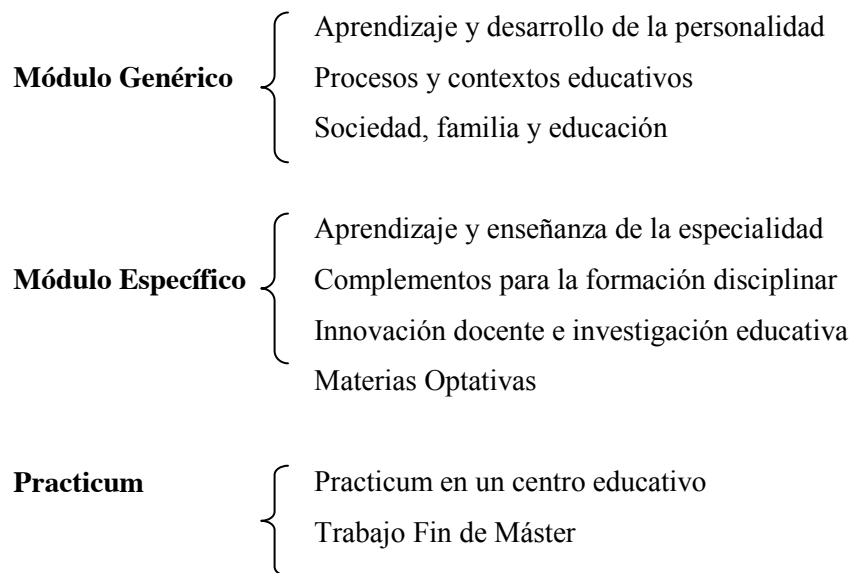 Aprendizaje y desarrollo de la personalidad
Módulo Genérico
Procesos y contextos educativos
Sociedad, familia y educación
Aprendizaje y enseñanza de la especialidad
Módulo Específico
Complementos para la formación disciplinar
Innovación docente e investigación educativa
Materias Optativas
Practicum
Practicum en un centro educativo
Trabajo Fin de Máster